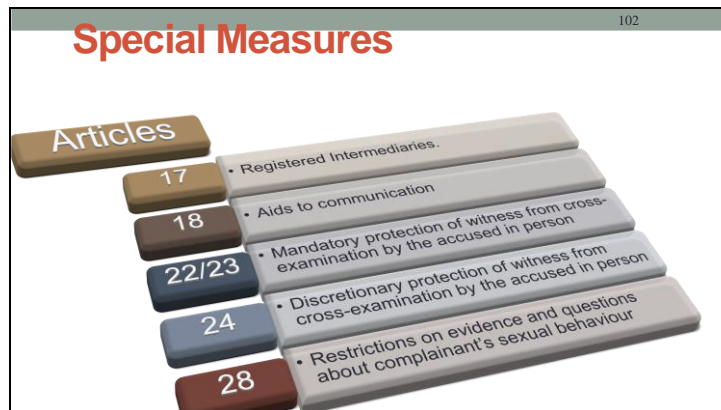 102
Special Measures
Articles
17
• Registered Intermediaries.
18
• Aids to communication
22/23
• Mandatory protection of witness from cross-
examination by the accused in person
24
• Discretionary protection of witness from
cross-examination by the accused in person
28
• Restrictions on evidence and questions
about complainant's sexual behaviour